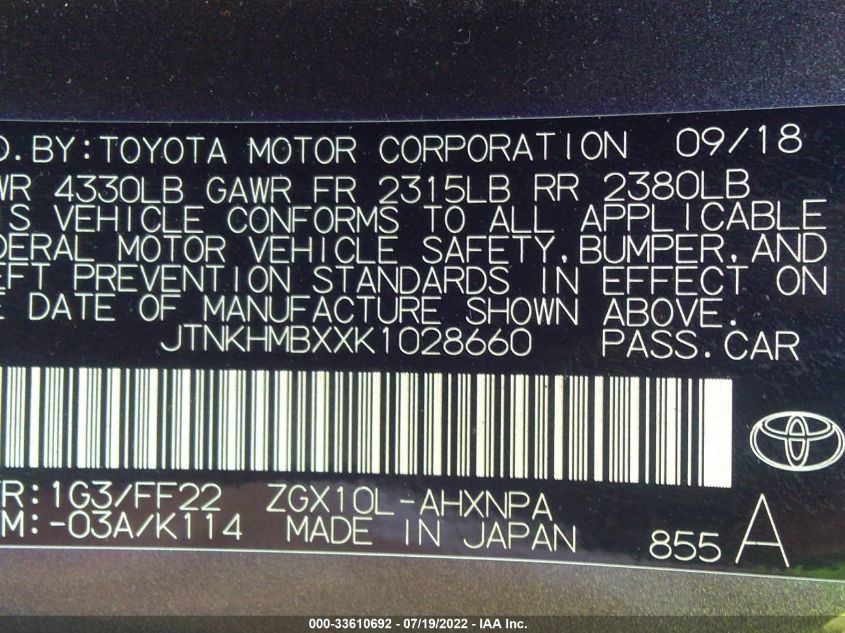 D.BY:TOYOTA MOTOR CORPORATION 09/18
WR 4330LB GAWR FR 2315LB RR 2380LB
IS VEHICLE CONFORMS TO ALL APPLICABLE
DERAL MOTOR VEHICLE SAFETY,BUMPER,AND
EFT PREVENTION STANDARDS IN EFFECT ON
E DATE OF MANUFACTURE SHOWN ABOVE.
JTNKHMBXXK1028660 PASS.CAR
TR:1G3/FF22 ZGX10L-AHXNPA
M:-03A/K114 MADE IN JAPAN 855 A
000-33610692 - 07/19/2022 - IAA Inc.